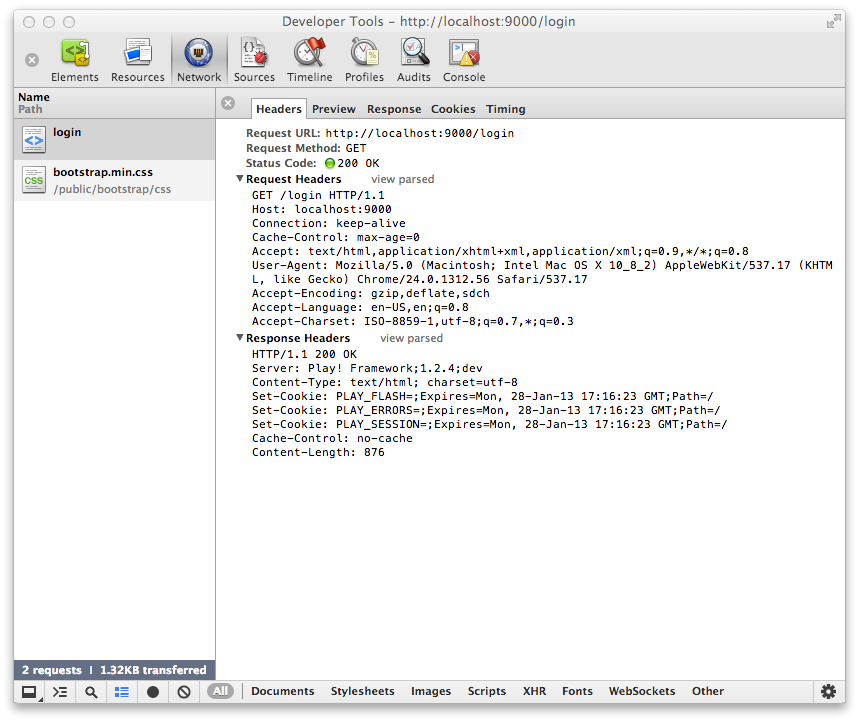 Developer Tools - http://localhost:9000/login
Elements Resources Network Sources Timeline Profiles Audits Console
Name
Path
login
bootstrap.min.css
/public/bootstrap/css
Headers Preview Response Cookies Timing
Request URL: http://localhost:9000/login
Request Method: GET
Status Code: 200 OK
Request Headers view parsed
GET /login HTTP/1.1
Host: localhost:9000
Connection: keep-alive
Cache-Control: max-age=0
Accept: text/html,application/xhtml+xml,application/xml;q=0.9,*/*;q=0.8
User-Agent: Mozilla/5.0 (Macintosh; Intel Mac OS X 10_8_2) AppleWebKit/537.17 (KHTM
L, like Gecko) Chrome/24.0.1312.56 Safari/537.17
Accept-Encoding: gzip,deflate,sdch
Accept-Language: en-US,en;q=0.8
Accept-Charset: ISO-8859-1,utf-8;q=0.7,*;q=0.3
Response Headers view parsed
HTTP/1.1 200 OK
Server: Play! Framework;1.2.4;dev
Content-Type: text/html; charset=utf-8
Set-Cookie: PLAY_FLASH=;Expires=Mon, 28-Jan-13 17:16:23 GMT;Path=/
Set-Cookie: PLAY_ERRORS=;Expires=Mon, 28-Jan-13 17:16:23 GMT;Path=/
Set-Cookie: PLAY_SESSION=;Expires=Mon, 28-Jan-13 17:16:23 GMT;Path=/
Cache-Control: no-cache
Content-Length: 876
2 requests | 1.32KB transferred
All Documents Stylesheets Images Scripts XHR Fonts WebSockets Other